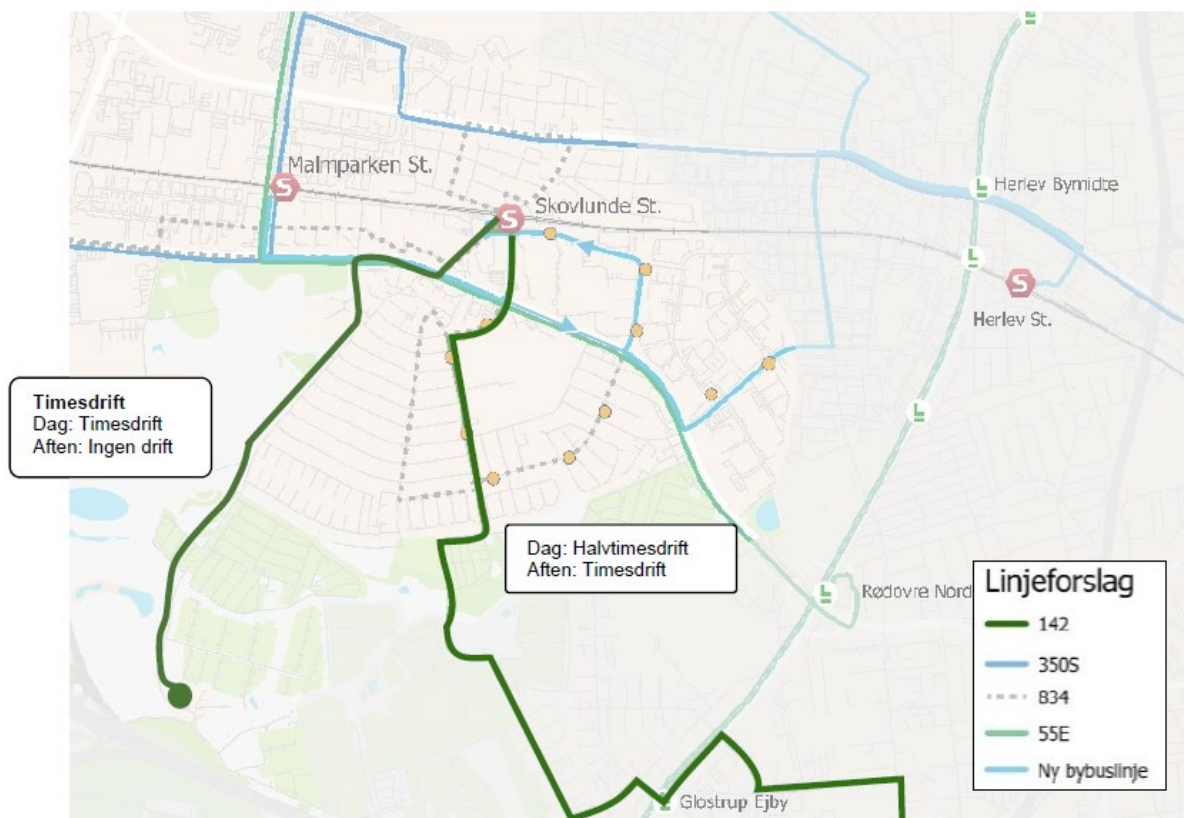 Malmparken St.
S
Skovlunde St.
S
Herlev Bymidte
S
Herlev St.
Timesdrift
Dag: Timesdrift
Aften: Ingen drift
Dag: Halvtimesdrift
Aften: Timesdrift
Rødovre Nord
Glostrup Ejby
Linjeforslag
142
350S
834
55E
Ny bybuslinje